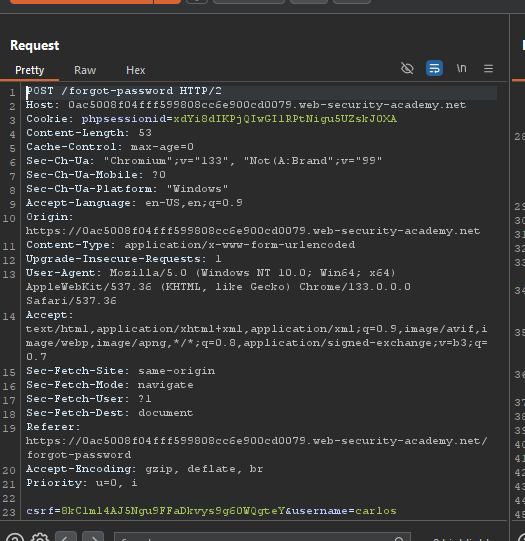 Request
Pretty Raw Hex
\n
1 POST /forgot-password HTTP/2
2 Host: 0ac5008f04fff599808cc6e900cd0079.web-security-academy.net
3 Cookie: phpsessionid=xdYi8dIKPjQIwGIlRPtNigu5UZskJ0XA
4 Content-Length: 53
5 Cache-Control: max-age=0
6 Sec-Ch-Ua: "Chromium";v="133", "Not(A:Brand";v="99"
7 Sec-Ch-Ua-Mobile: ?0
8 Sec-Ch-Ua-Platform: "Windows"
9 Accept-Language: en-US,en;q=0.9
10 Origin:
https://0ac5008f04fff599808cc6e900cd0079.web-security-academy.net
11 Content-Type: application/x-www-form-urlencoded
12 Upgrade-Insecure-Requests: 1
13 User-Agent: Mozilla/5.0 (Windows NT 10.0; Win64; x64)
AppleWebKit/537.36 (KHTML, like Gecko) Chrome/133.0.0.0
Safari/537.36
14 Accept:
text/html,application/xhtml+xml,application/xml;q=0.9,image/avif,i
mage/webp,image/apng,*/*;q=0.8,application/signed-exchange;v=b3;q=
0.7
15 Sec-Fetch-Site: same-origin
16 Sec-Fetch-Mode: navigate
17 Sec-Fetch-User: ?1
18 Sec-Fetch-Dest: document
19 Referer:
https://0ac5008f04fff599808cc6e900cd0079.web-security-academy.net/
forgot-password
20 Accept-Encoding: gzip, deflate, br
21 Priority: u=0, i
22
23 csrf=8kClml4AJ5Ngu9FFaDkvys9g6OWQgteY&username=carlos